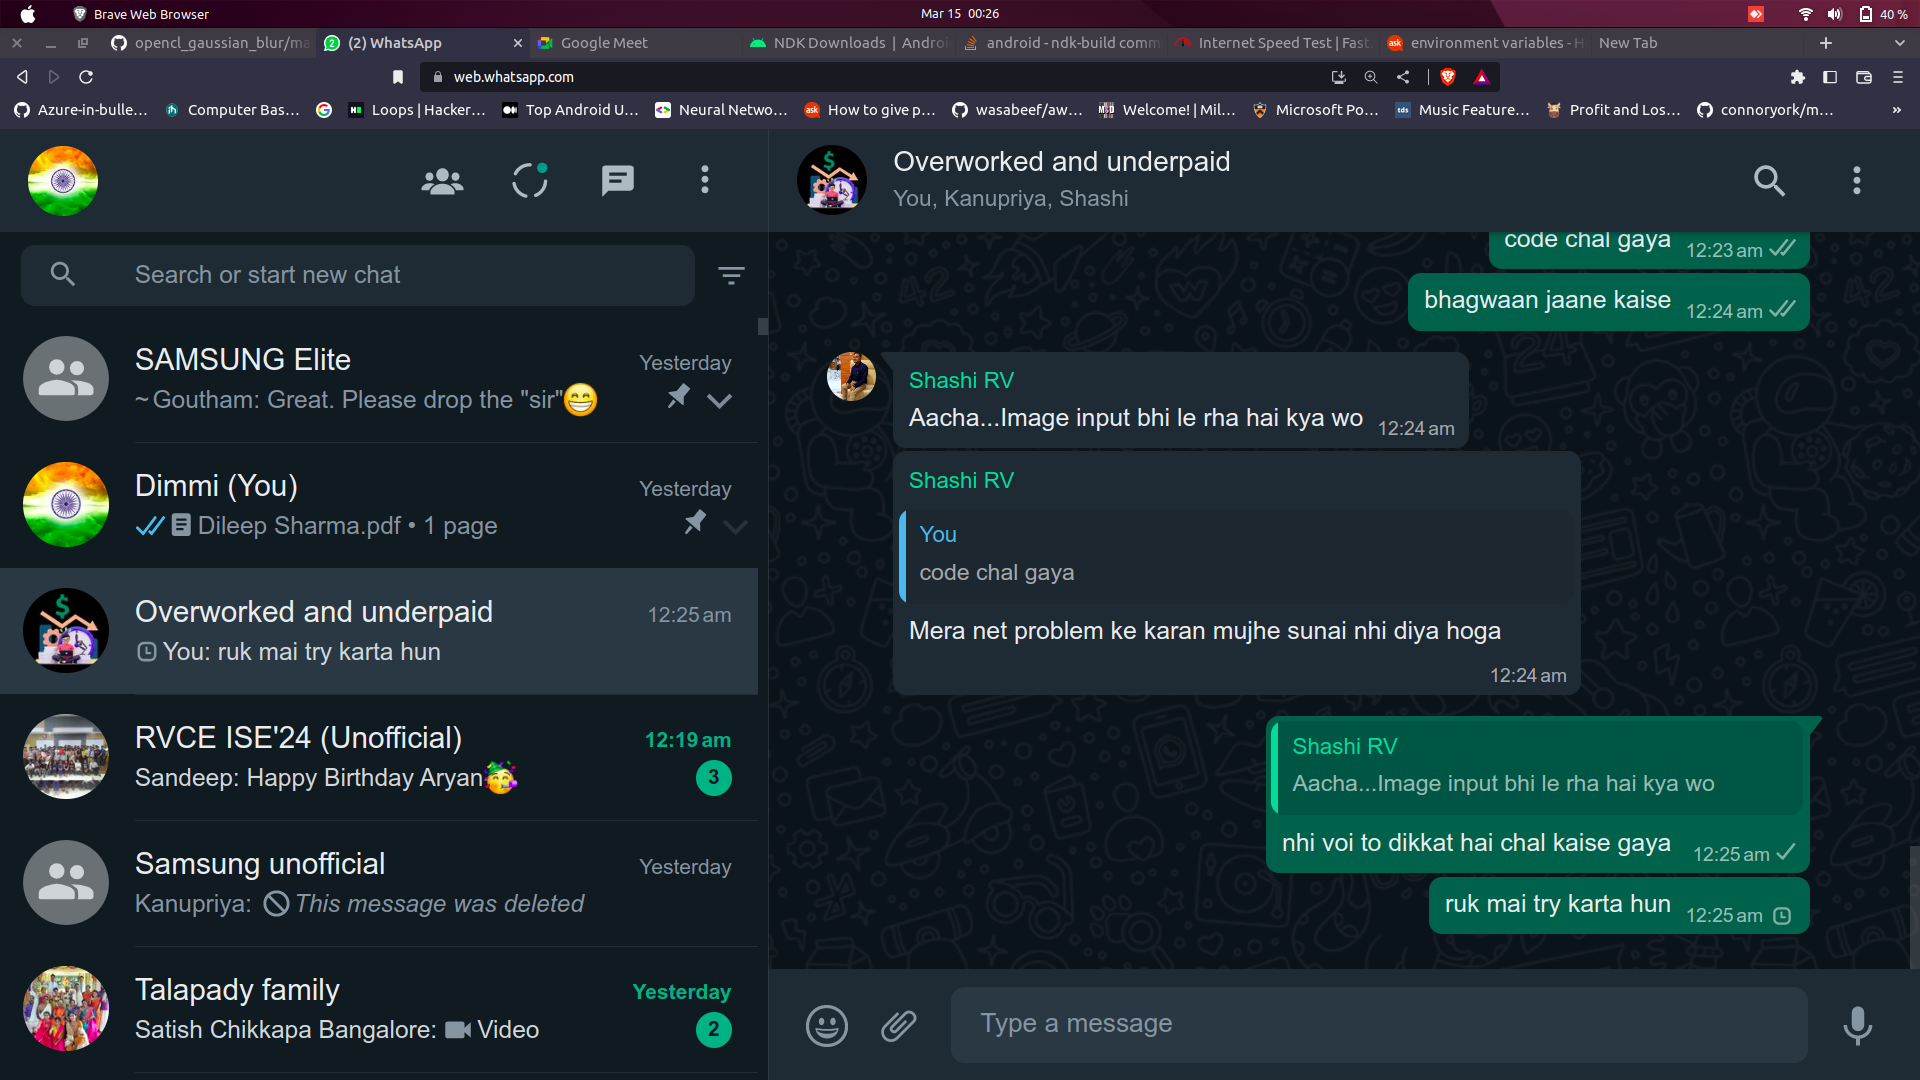 Brave Web Browser
Mar 15 00:26
40 %
opencl_gaussian_blur/ma
(2) WhatsApp
Google Meet
NDK Downloads | Androi
android - ndk-build comm
Internet Speed Test | Fast.
environment variables - H
New Tab
web.whatsapp.com
Azure-in-bulle...
Computer Bas...
Loops | Hacker...
Top Android U...
Neural Netwo...
How to give p...
wasabeef/aw...
Welcome! | Mil...
Microsoft Po...
Music Feature...
Profit and Los...
connoryork/m...
Search or start new chat
SAMSUNG Elite
Yesterday
~ Goutham: Great. Please drop the "sir"😁
Dimmi (You)
Yesterday
Dileep Sharma.pdf • 1 page
Overworked and underpaid
12:25 am
You: ruk mai try karta hun
RVCE ISE'24 (Unofficial)
12:19 am
Sandeep: Happy Birthday Aryan🥳
3
Samsung unofficial
Yesterday
Kanupriya: This message was deleted
Talapady family
Yesterday
Satish Chikkapa Bangalore: Video
2
Overworked and underpaid
You, Kanupriya, Shashi
code chal gaya 12:23 am
bhagwaan jaane kaise 12:24 am
Shashi RV
Aacha...Image input bhi le rha hai kya wo 12:24 am
Shashi RV
You
code chal gaya
Mera net problem ke karan mujhe sunai nhi diya hoga
12:24 am
Shashi RV
Aacha...Image input bhi le rha hai kya wo
nhi voi to dikkat hai chal kaise gaya 12:25 am
ruk mai try karta hun 12:25 am
Type a message